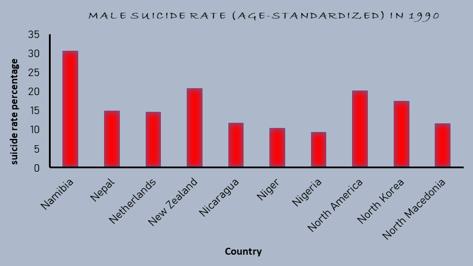 MALE SUICIDE RATE (AGE-STANDARDIZED) IN 1990
35
30
25
20
15
10
5
0
suicide rate percentage
Namibia
Nepal
Netherlands
New Zealand
Nicaragua
Niger
Nigeria
North America
North Korea
North Macedonia
Country